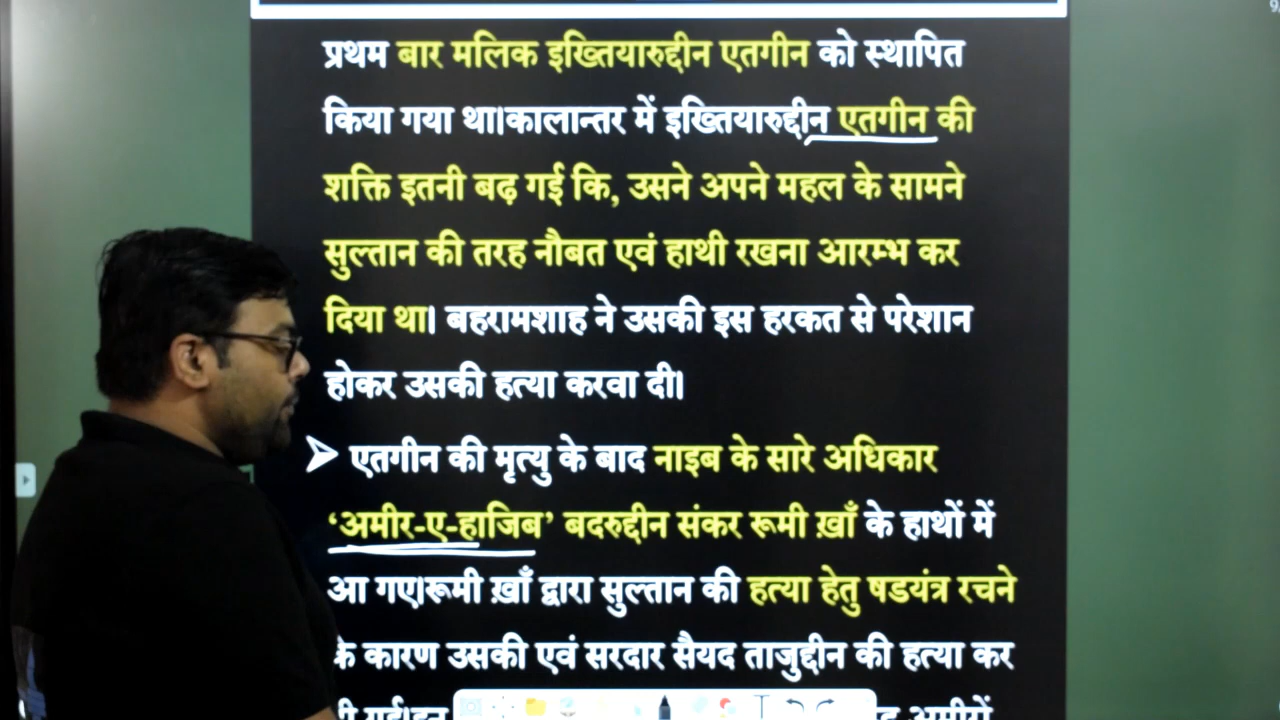 प्रथम बार मलिक इख्तियारुद्दीन एतगीन को स्थापित
किया गया था।कालान्तर में इख्तियारुद्दीन एतगीन की
शक्ति इतनी बढ़ गई कि, उसने अपने महल के सामने
सुल्तान की तरह नौबत एवं हाथी रखना आरम्भ कर
दिया था। बहरामशाह ने उसकी इस हरकत से परेशान
होकर उसकी हत्या करवा दी।
एतगीन की मृत्यु के बाद नाइब के सारे अधिकार
‘अमीर-ए-हाजिब’ बदरुद्दीन संकर रूमी ख़ाँ के हाथों में
आ गए।रूमी ख़ाँ द्वारा सुल्तान की हत्या हेतु षडयंत्र रचने
के कारण उसकी एवं सरदार सैयद ताजुद्दीन की हत्या कर